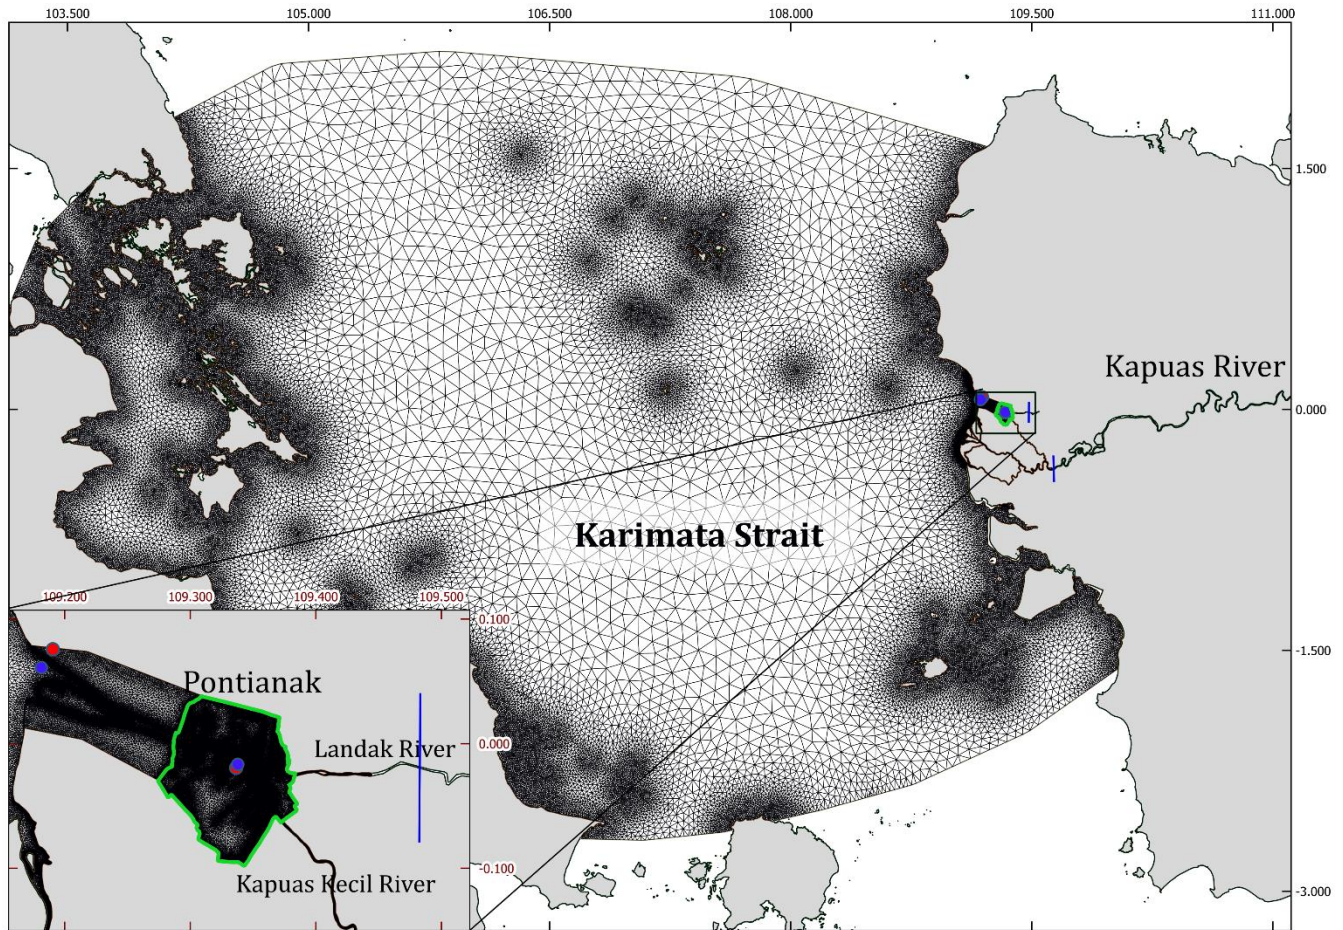 103.500 105.000 106.500 108.000 109.500 111.000
1.500
Kapuas River
0.000
Karimata Strait
109.200 109.300 109.400 109.500
0.100
-1.500
Pontianak
Landak River
0.000
-0.100
Kapuas Kecil River
-3.000